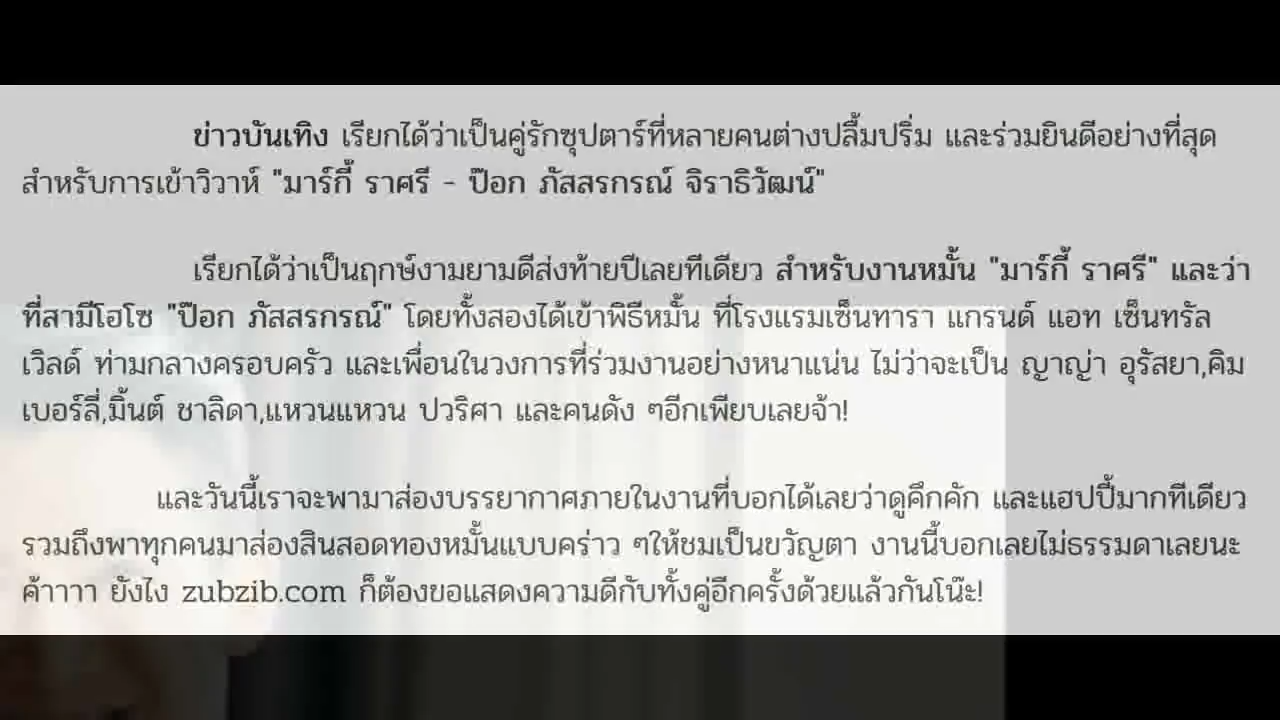 ข่าวบันเทิง เรียกได้ว่าเป็นคู่รักซุปตาร์ที่หลายคนต่างปลื้มปริ่ม และร่วมยินดีอย่างที่สุด
สำหรับการเข้าวิวาห์ "มาร์กี้ ราศรี - ป๊อก ภัสสรกรณ์ จิราธิวัฒน์"
เรียกได้ว่าเป็นฤกษ์งามยามดีส่งท้ายปีเลยทีเดียว สำหรับงานหมั้น "มาร์กี้ ราศรี" และว่า
ที่สามีไฮโซ "ป๊อก ภัสสรกรณ์" โดยทั้งสองได้เข้าพิธีหมั้น ที่โรงแรมเซ็นทารา แกรนด์ แอท เซ็นทรัล
เวิลด์ ท่ามกลางครอบครัว และเพื่อนในวงการที่ร่วมงานอย่างหนาแน่น ไม่ว่าจะเป็น ญาญ่า อุรัสยา,คิม
เบอร์ลี่,มิ้นต์ ชาลิดา,แหวนแหวน ปวริศา และคนดัง ๆอีกเพียบเลยจ้า!
และวันนี้เราจะพามาส่องบรรยากาศภายในงานที่บอกได้เลยว่าดูคึกคัก และแฮปปี้มากทีเดียว
รวมถึงพาทุกคนมาส่องสินสอดทองหมั้นแบบคร่าว ๆให้ชมเป็นขวัญตา งานนี้บอกเลยไม่ธรรมดาเลยนะ
ค้าาาา ยังไง zubzib.com ก็ต้องขอแสดงความดีกับทั้งคู่อีกครั้งด้วยแล้วกันโน๊ะ!